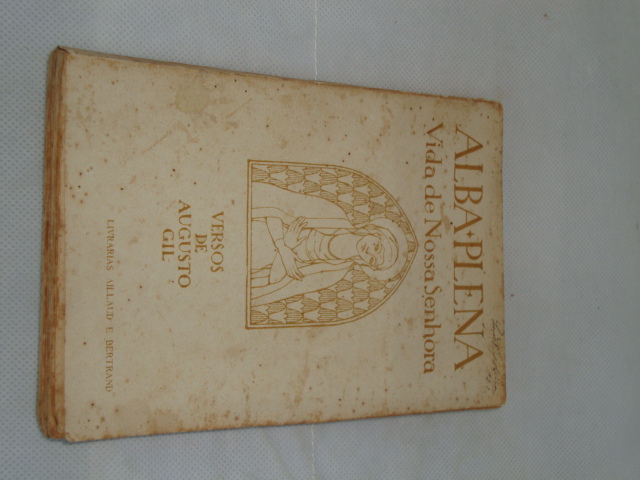 ALBA·PLENA
Vida de Nossa Senhora
VERSOS
DE
AUGUSTO
GIL
LIVRARIAS AILLAUD E BERTRAND